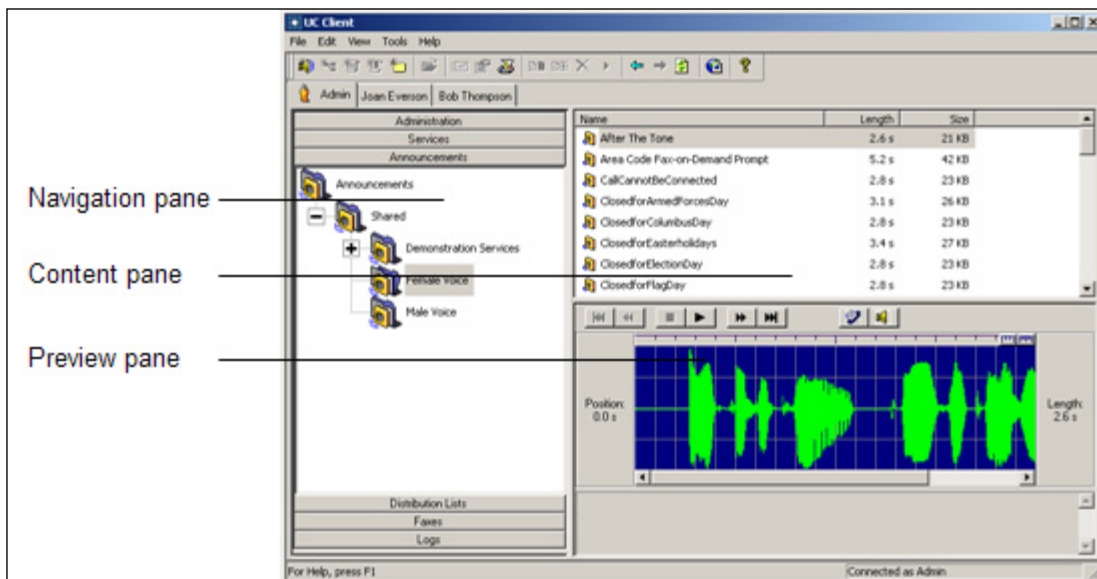 UC Client
File Edit View Tools Help
Admin Joan Everson Bob Thompson
Administration
Services
Announcements
Announcements
Shared
Demonstration Services
Female Voice
Male Voice
Distribution Lists
Faxes
Logs
Name Length Size
After The Tone 2.6 s 21 KB
Area Code Fax-on-Demand Prompt 5.2 s 42 KB
CallCannotBeConnected 2.8 s 23 KB
ClosedforArmedForcesDay 3.1 s 26 KB
ClosedforColumbusDay 2.8 s 23 KB
ClosedforEasterholidays 3.4 s 27 KB
ClosedforElectionDay 2.8 s 23 KB
ClosedforFlagDay 2.8 s 23 KB
Position:
0.0 s
Length:
2.6 s
For Help, press F1
Connected as Admin
Navigation pane
Content pane
Preview pane